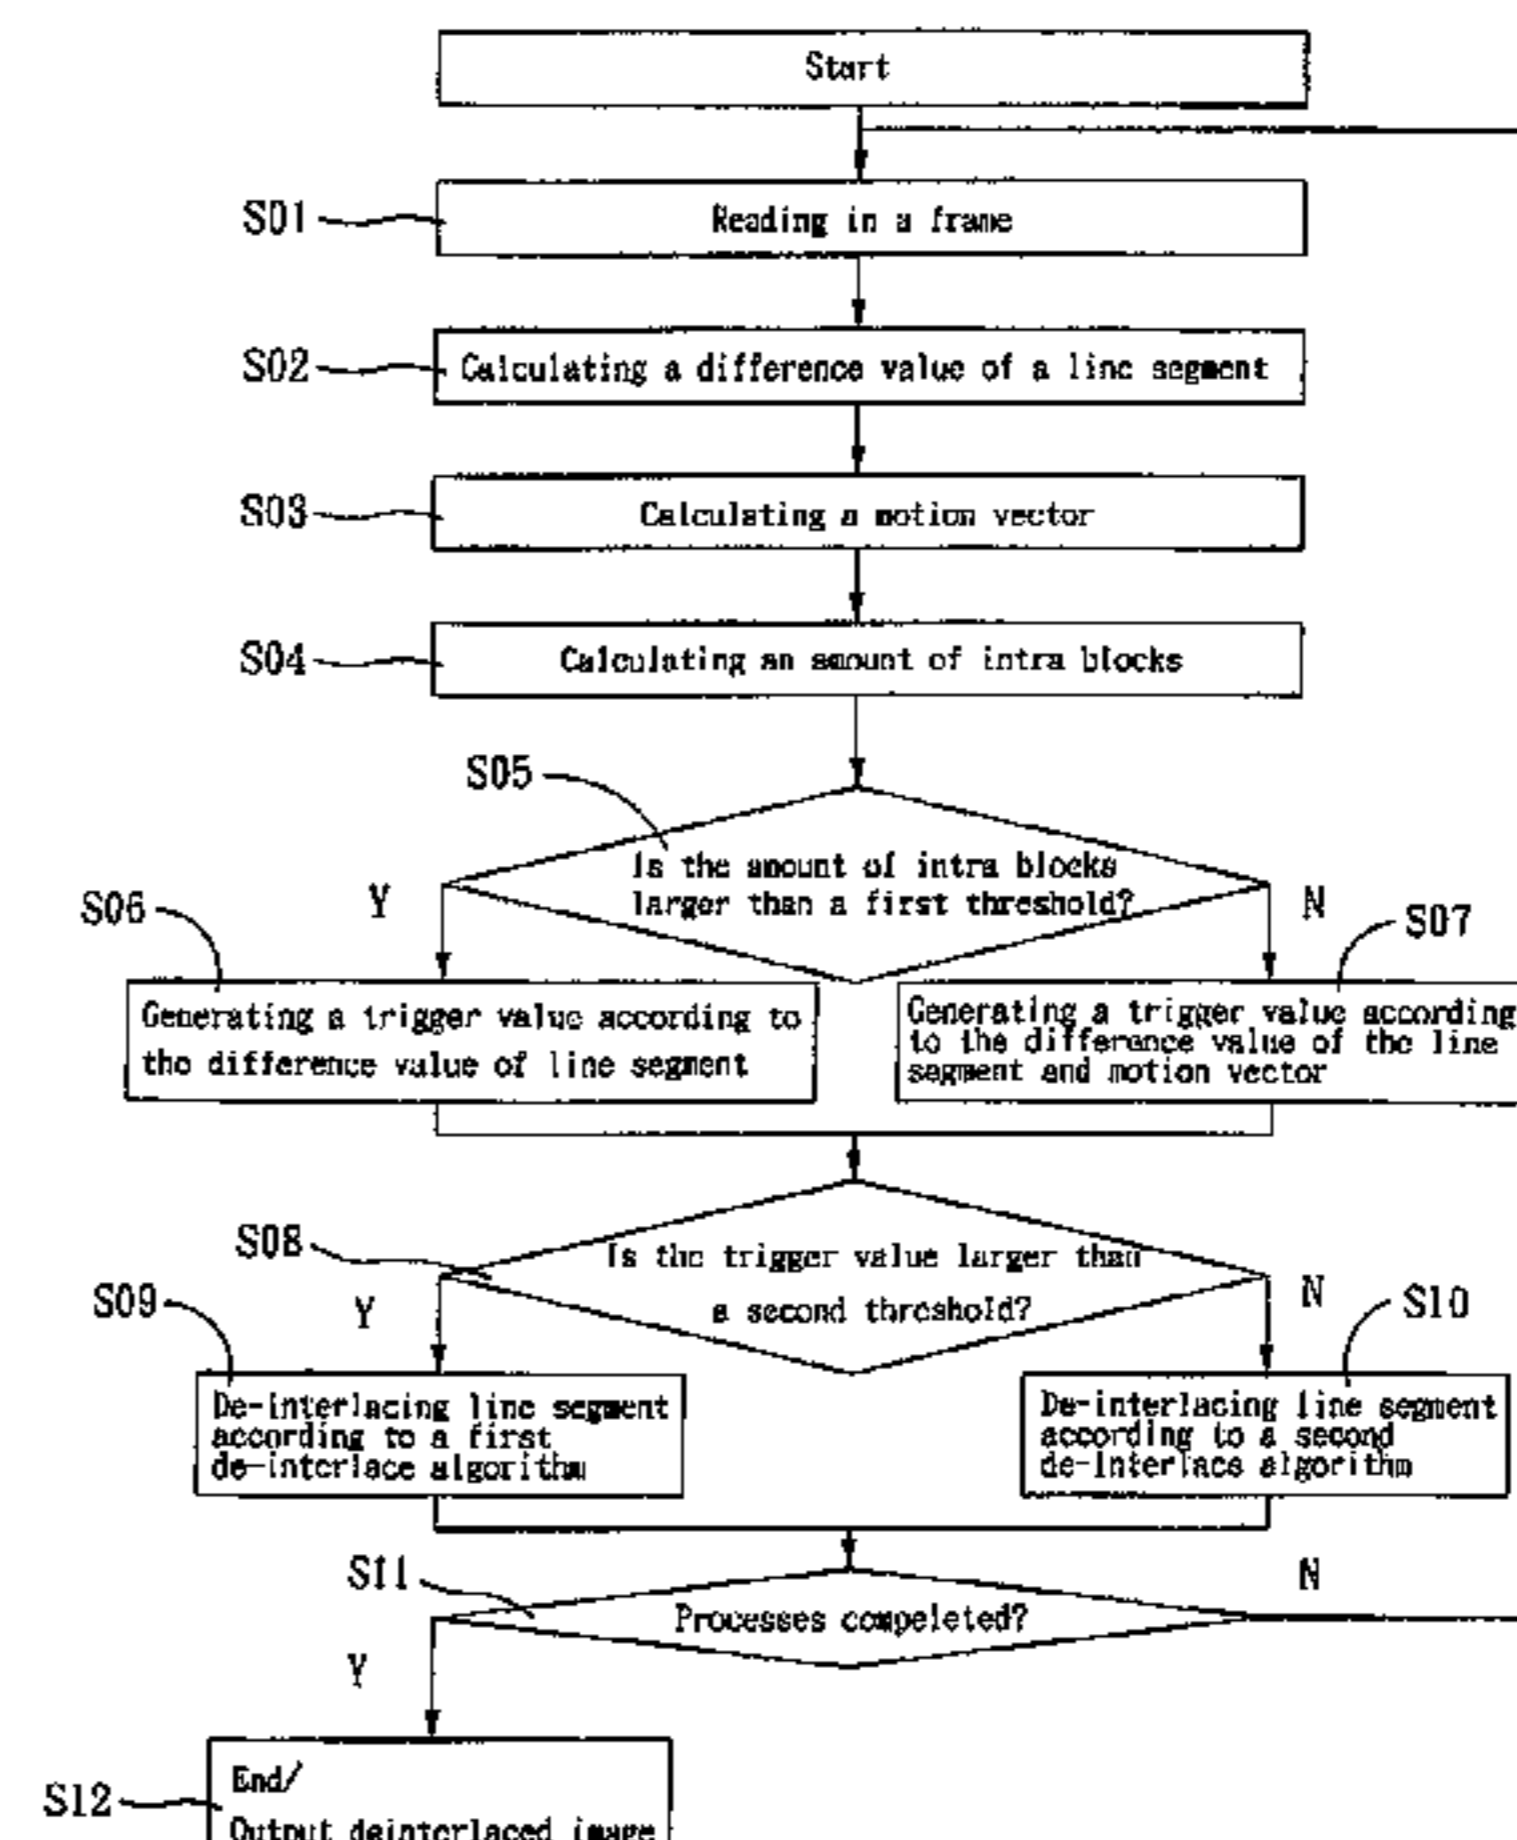 Start
S01
Reading in a frame
S02
Calculating a difference value of a line segment
S03
Calculating a motion vector
S04
Calculating an amount of intra blocks
S05
Is the amount of intra blocks
larger than a first threshold?
Y
N
S06
S07
Generating a trigger value according to
the difference value of line segment
Generating a trigger value according
to the difference value of the line
segment and motion vector
S08
Is the trigger value larger than
a second threshold?
Y
N
S09
S10
De-interlacing line segment
according to a first
de-interlace algorithm
De-interlacing line segment
according to a second
de-interlace algorithm
S11
Processes compeleted?
N
Y
S12
End/
Output deinterlaced image